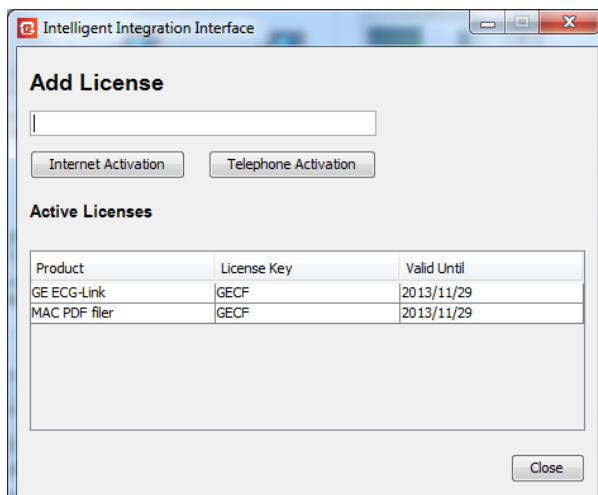 Intelligent Integration Interface
Add License
Internet Activation Telephone Activation
Active Licenses
Product License Key Valid Until
GE ECG-Link GECF 2013/11/29
MAC PDF filer GECF 2013/11/29
Close